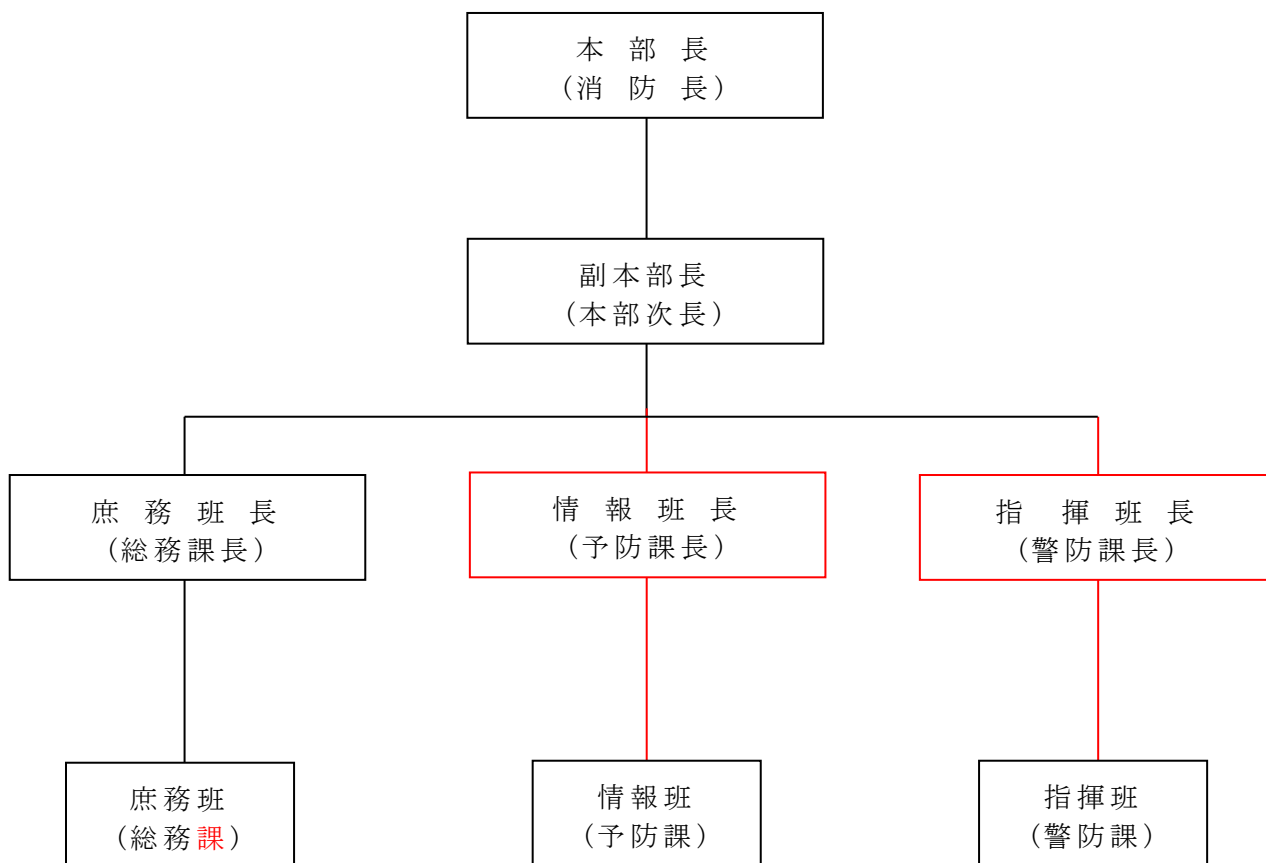 本部長
（消防長）
副本部長
（本部次長）
庶務班長
（総務課長）
情報班長
（予防課長）
指揮班長
（警防課長）
庶務班
（総務課）
情報班
（予防課）
指揮班
（警防課）